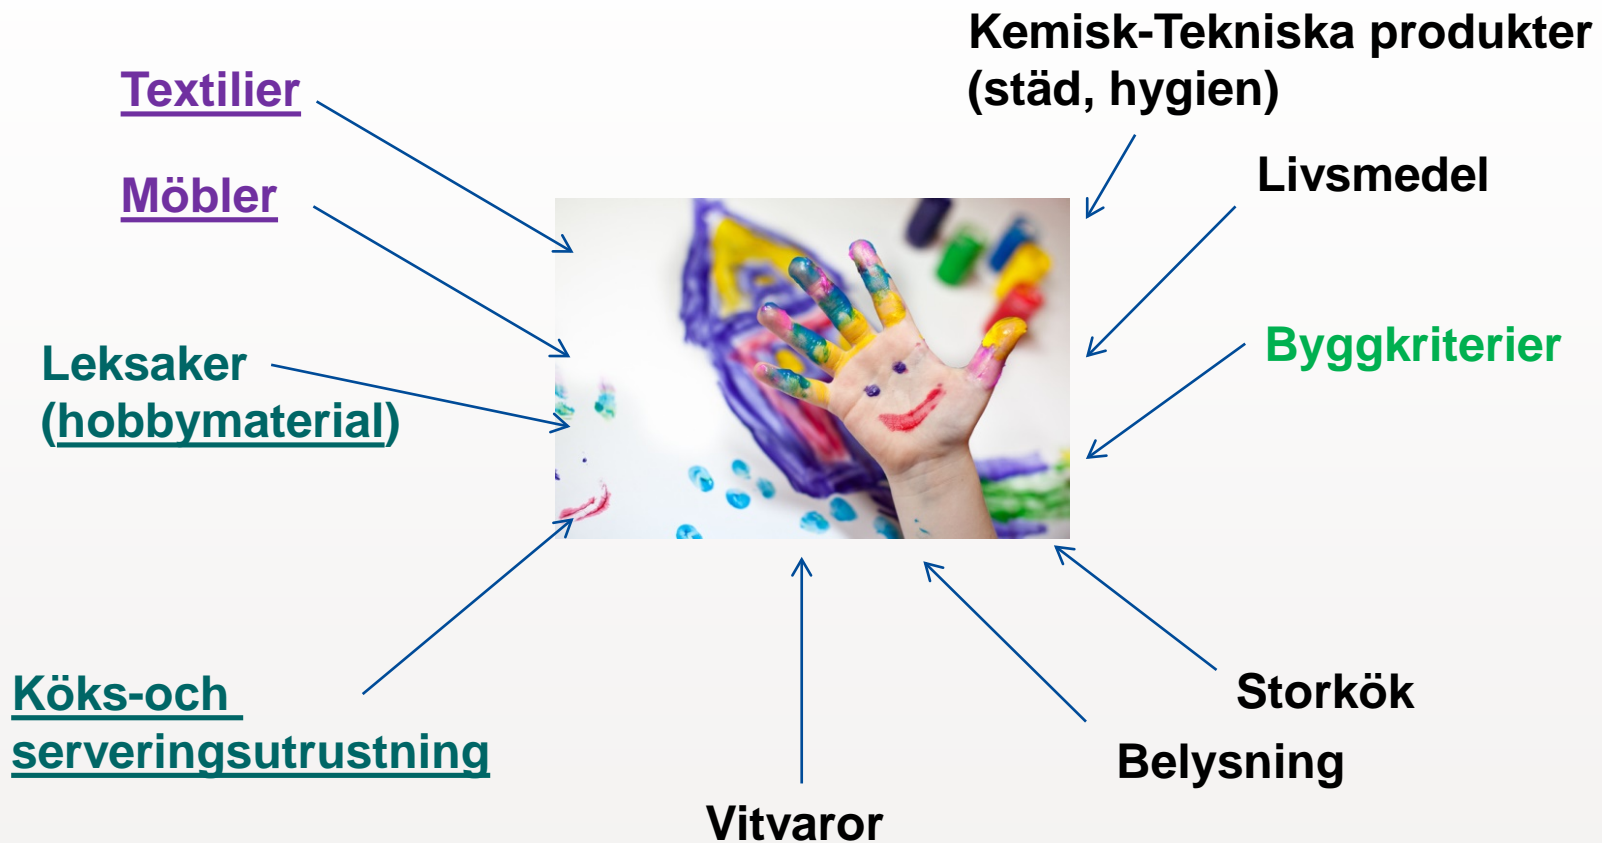 Kemisk-Tekniska produkter
(städ, hygien)
Textilier
Livsmedel
Möbler
Byggkriterier
Leksaker
(hobbymaterial)
Köks-och
serveringsutrustning
Storkök
Belysning
Vitvaror